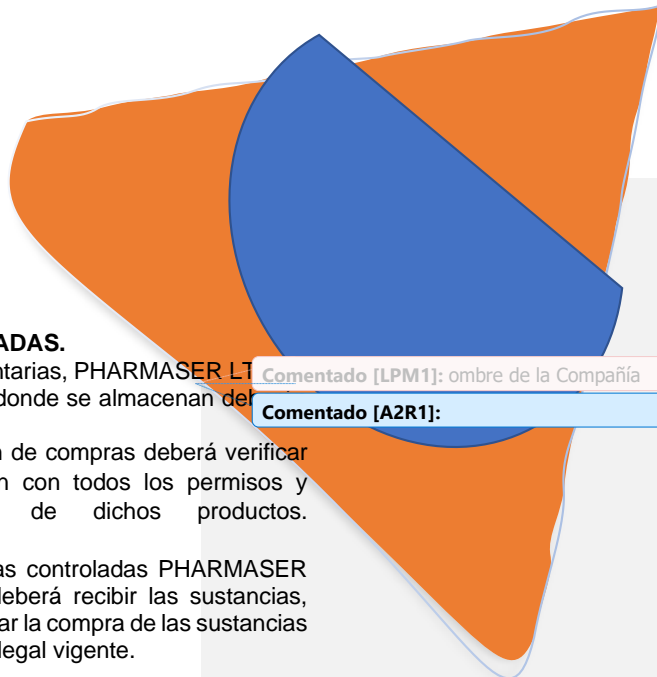 ADAS.
ntarias, PHARMASER LT
Comentado [LPM1]: ombre de la Compañía
donde se almacenan deb
Comentado [A2R1]:
n de compras deberá verificar
n con todos los permisos y
de dichos productos.
as controladas PHARMASER
deberá recibir las sustancias,
ar la compra de las sustancias
legal vigente.